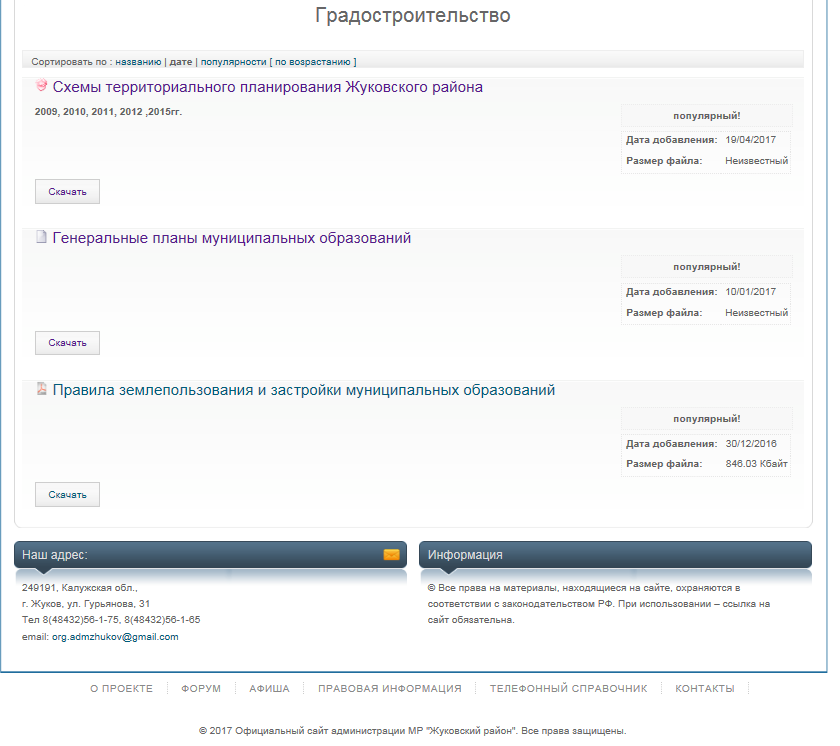 Градостроительство
Сортировать по : названию | дате | популярности [ по возрастанию ]
Схемы территориального планирования Жуковского района
2009, 2010, 2011, 2012 ,2015гг.
популярный!
Дата добавления: 19/04/2017
Размер файла: Неизвестный
Скачать
Генеральные планы муниципальных образований
популярный!
Дата добавления: 10/01/2017
Размер файла: Неизвестный
Скачать
Правила землепользования и застройки муниципальных образований
популярный!
Дата добавления: 30/12/2016
Размер файла: 846.03 Кбайт
Скачать
Наш адрес:
249191, Калужская обл.,
г. Жуков, ул. Гурьянова, 31
Тел 8(48432)56-1-75, 8(48432)56-1-65
email: org.admzhukov@gmail.com
Информация
© Все права на материалы, находящиеся на сайте, охраняются в
соответствии с законодательством РФ. При использовании – ссылка на
сайт обязательна.
О ПРОЕКТЕ ФОРУМ АФИША ПРАВОВАЯ ИНФОРМАЦИЯ ТЕЛЕФОННЫЙ СПРАВОЧНИК КОНТАКТЫ
© 2017 Официальный сайт администрации МР "Жуковский район". Все права защищены.